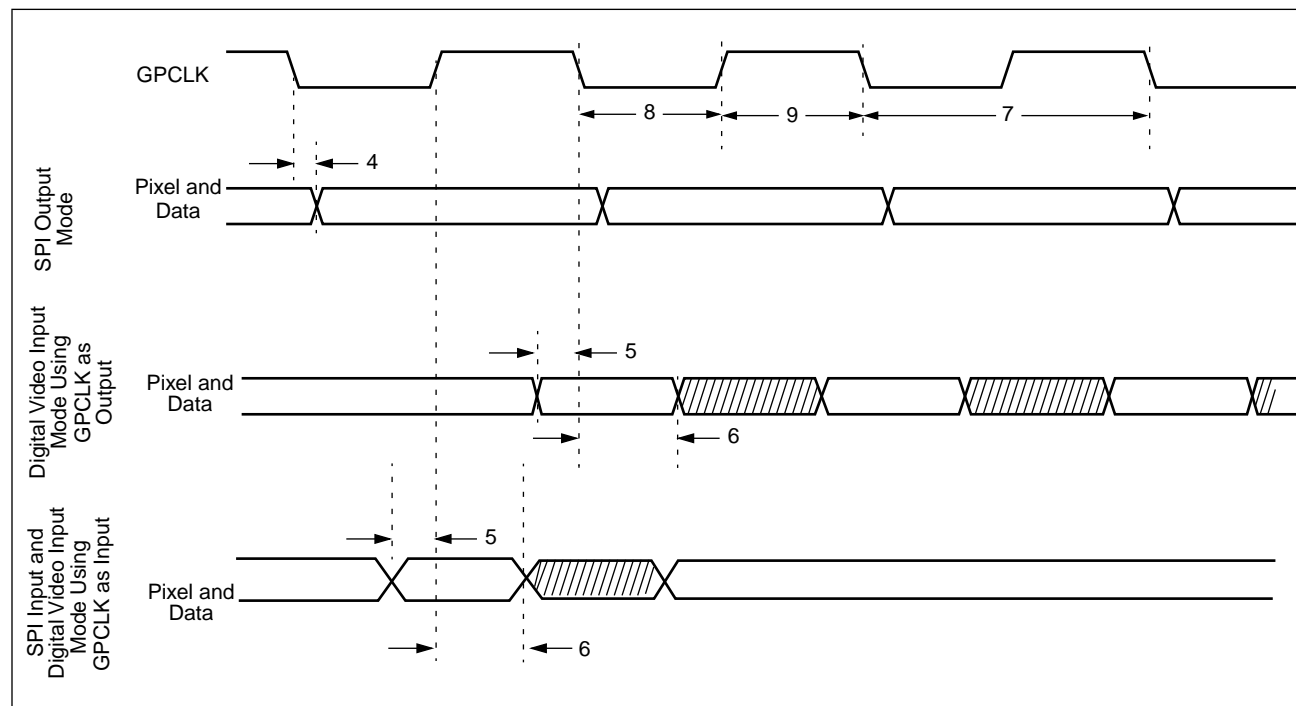 GPCLK
8
9
7
4
SPI Output
Mode
Pixel and
Data
5
Digital Video Input
Mode Using
GPCLK as
Output
Pixel and
Data
6
5
SPI Input and
Digital Video Input
Mode Using
GPCLK as Input
Pixel and
Data
6